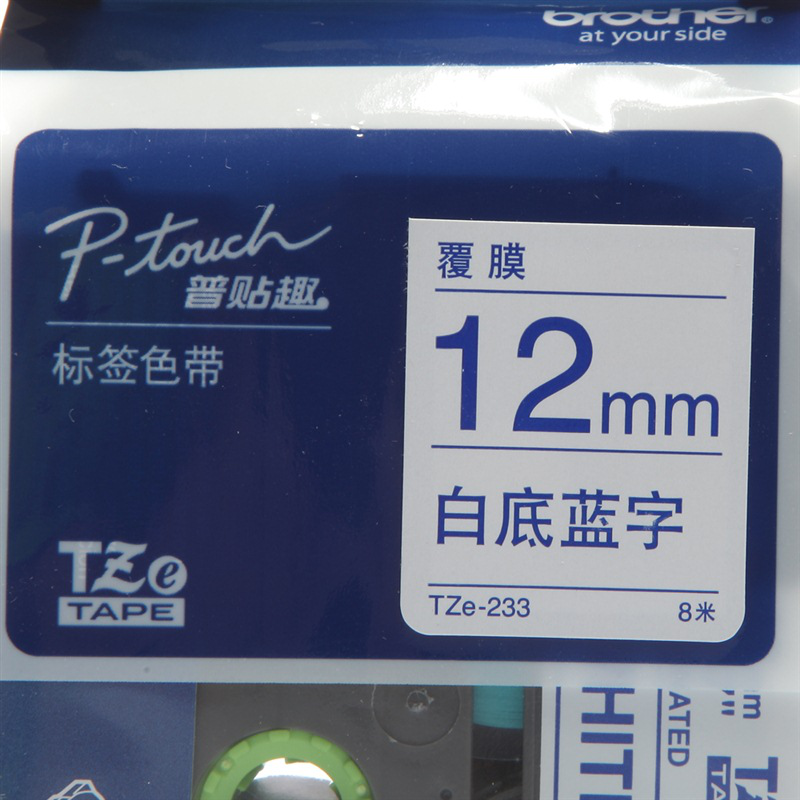 brother
at your side
P-touch
普贴趣
标签色带
覆膜
12mm
白底蓝字
TZe-233
8米
TZe
TAPE
ATED